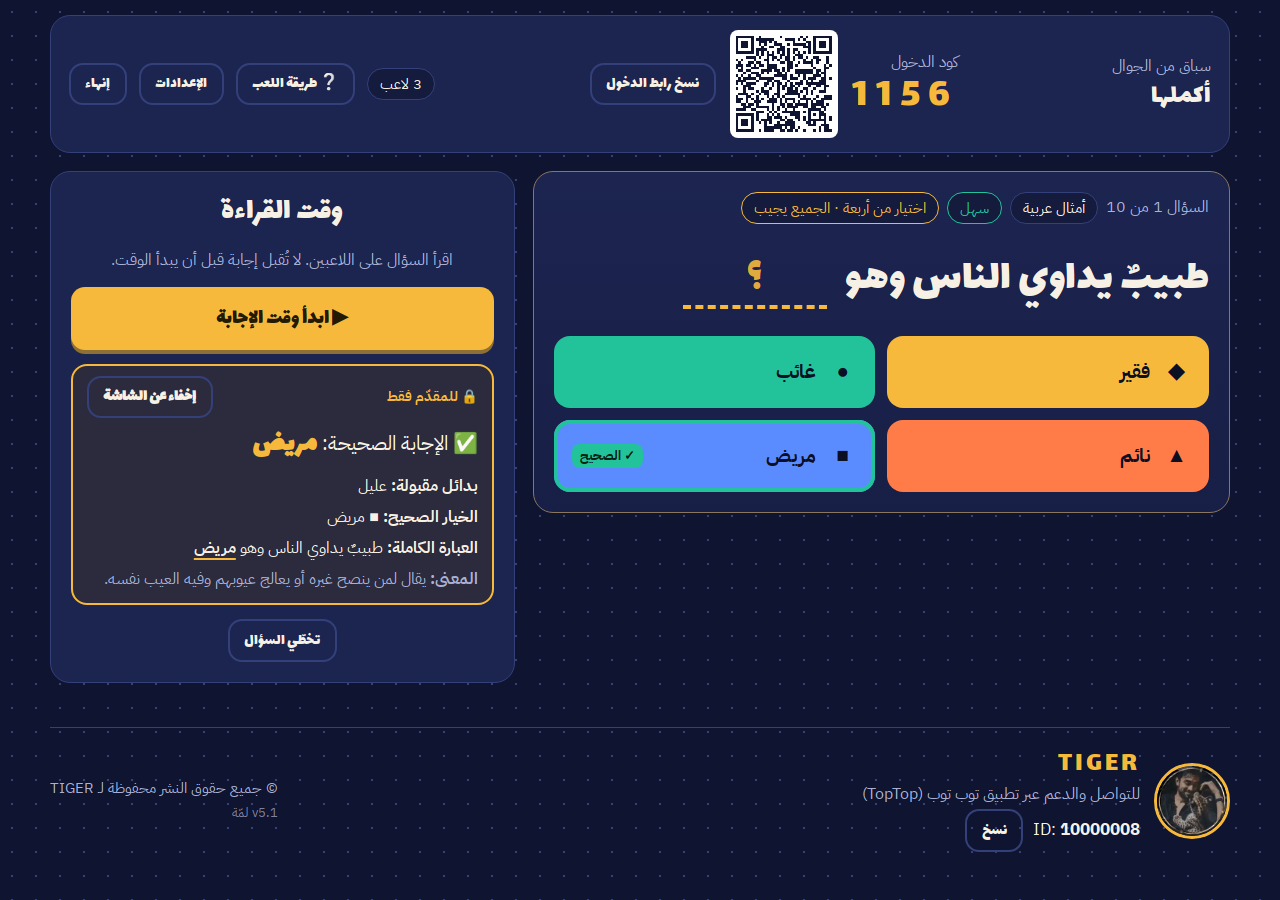 سباق من الجوال
أكملها
كود الدخول
1156
نسخ رابط الدخول
3 لاعب
❔ طريقة اللعب
الإعدادات
إنهاء
السؤال 1 من 10
أمثال عربية
سهل
اختيار من أربعة · الجميع يجيب
طبيبٌ يداوي الناس وهو ؟
◆ فقير
● غائب
▲ نائم
■ مريض
✓ الصحيح
وقت القراءة
اقرأ السؤال على اللاعبين. لا تُقبل إجابة قبل أن يبدأ الوقت.
▶ ابدأ وقت الإجابة
🔒 للمقدّم فقط
إخفاء عن الشاشة
✅ الإجابة الصحيحة: مريض
بدائل مقبولة: عليل
الخيار الصحيح: ■ مريض
العبارة الكاملة: طبيبٌ يداوي الناس وهو مريض
المعنى: يقال لمن ينصح غيره أو يعالج عيوبهم وفيه العيب نفسه.
تخطّي السؤال
TIGER
للتواصل والدعم عبر تطبيق توب توب (TopTop)
ID: 10000008
نسخ
© جميع حقوق النشر محفوظة لـ TIGER
لمّة v5.1